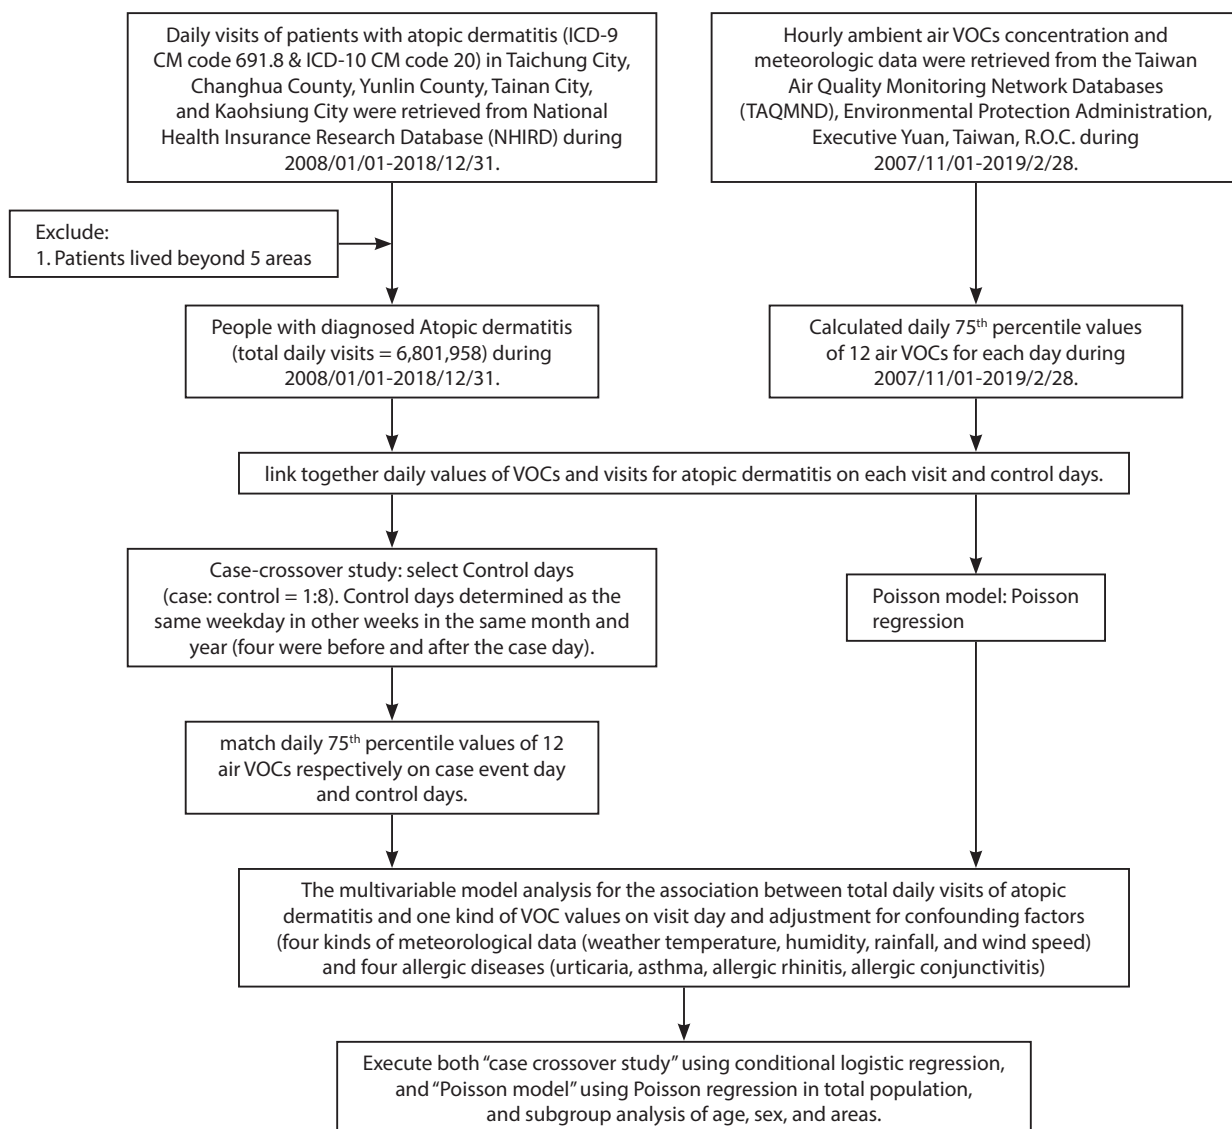 Daily visits of patients with atopic dermatitis (ICD-9
CM code 691.8 & ICD-10 CM code 20) in Taichung City,
Changhua County, Yunlin County, Tainan City,
and Kaohsiung City were retrieved from National
Health Insurance Research Database (NHIRD) during
2008/01/01-2018/12/31.
Hourly ambient air VOCs concentration and
meteorologic data were retrieved from the Taiwan
Air Quality Monitoring Network Databases
(TAQMND), Environmental Protection Administration,
Executive Yuan, Taiwan, R.O.C. during
2007/11/01-2019/2/28.
Exclude:
1. Patients lived beyond 5 areas
People with diagnosed Atopic dermatitis
(total daily visits = 6,801,958) during
2008/01/01-2018/12/31.
Calculated daily 75th percentile values
of 12 air VOCs for each day during
2007/11/01-2019/2/28.
link together daily values of VOCs and visits for atopic dermatitis on each visit and control days.
Case-crossover study: select Control days
(case: control = 1:8). Control days determined as the
same weekday in other weeks in the same month and
year (four were before and after the case day).
Poisson model: Poisson
regression
match daily 75th percentile values of 12
air VOCs respectively on case event day
and control days.
The multivariable model analysis for the association between total daily visits of atopic
dermatitis and one kind of VOC values on visit day and adjustment for confounding factors
(four kinds of meteorological data (weather temperature, humidity, rainfall, and wind speed)
and four allergic diseases (urticaria, asthma, allergic rhinitis, allergic conjunctivitis)
Execute both “case crossover study” using conditional logistic regression,
and “Poisson model” using Poisson regression in total population,
and subgroup analysis of age, sex, and areas.